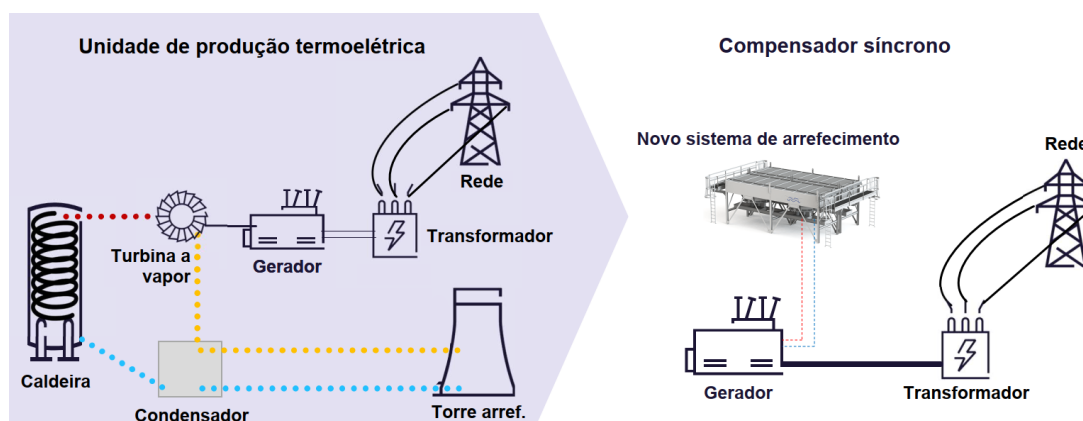 Unidade de produção termoelétrica
Rede
Turbina a
vapor
Gerador
Transformador
Caldeira
Condensador
Torre arref.
Compensador síncrono
Novo sistema de arrefecimento
Rede
Gerador
Transformador